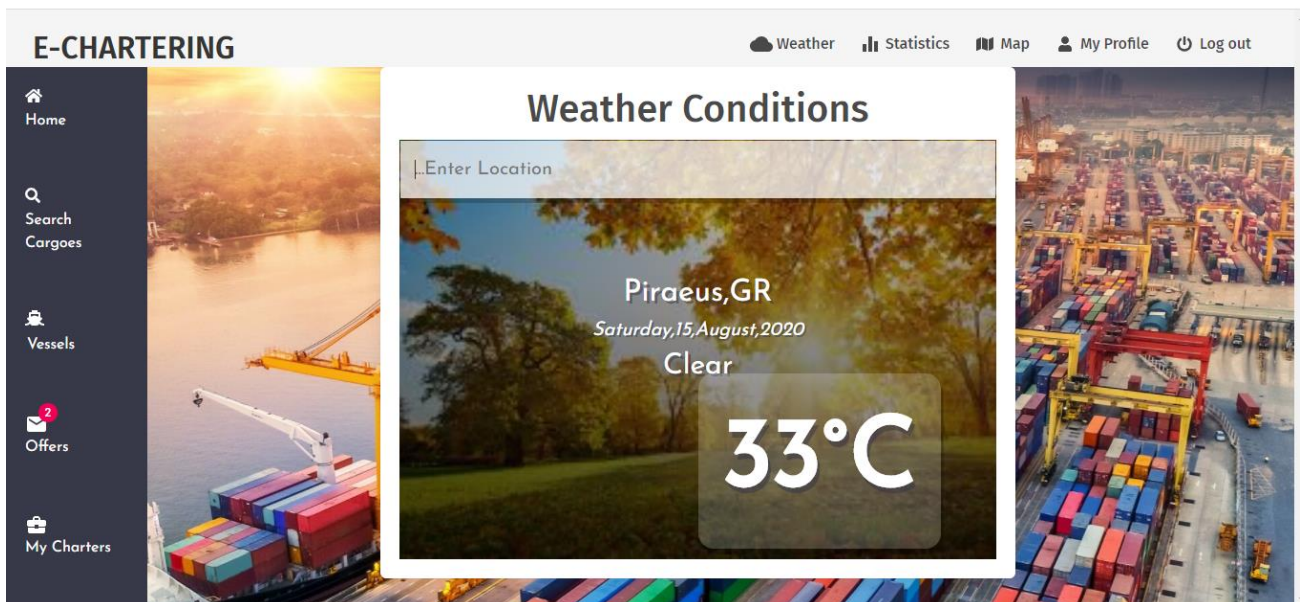 E-CHARTERING
Weather
Statistics
Map
My Profile
Log out
Home
Search
Cargoes
Vessels
2
Offers
My Charters
Weather Conditions
...Enter Location
Piraeus,GR
Saturday,15,August,2020
Clear
33°C